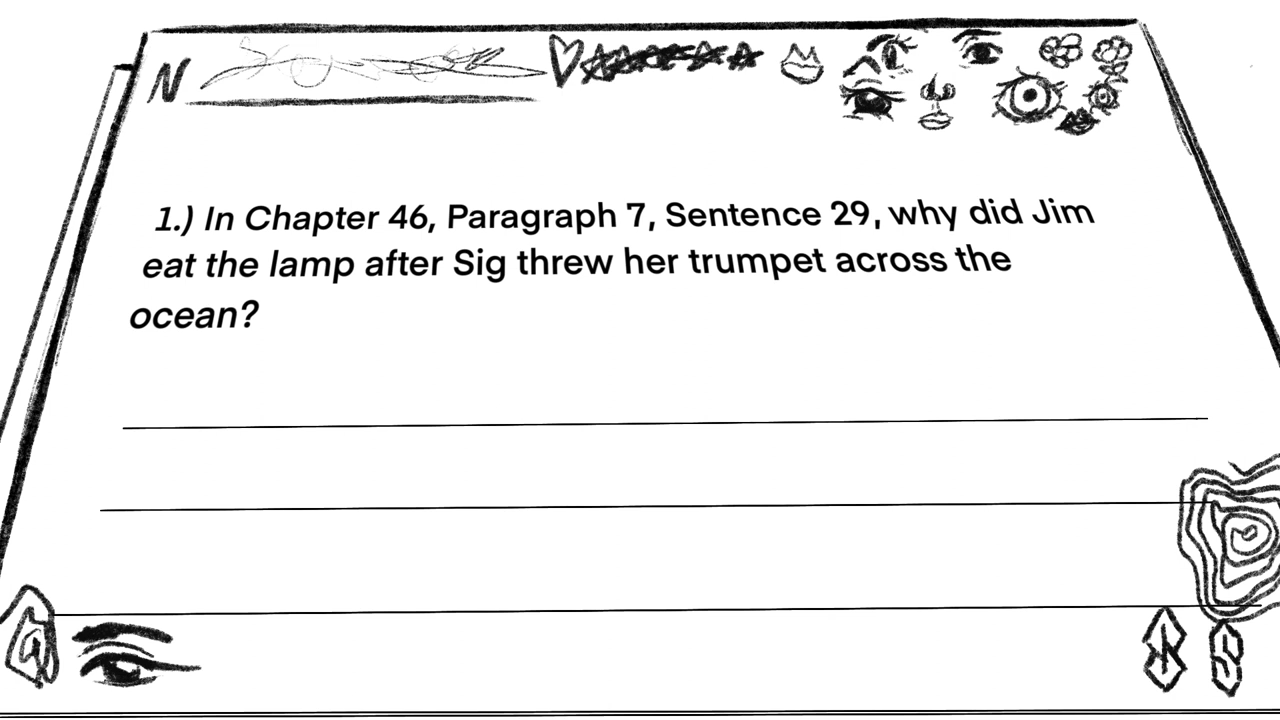 N
1.) In Chapter 46, Paragraph 7, Sentence 29, why did Jim
eat the lamp after Sig threw her trumpet across the
ocean?